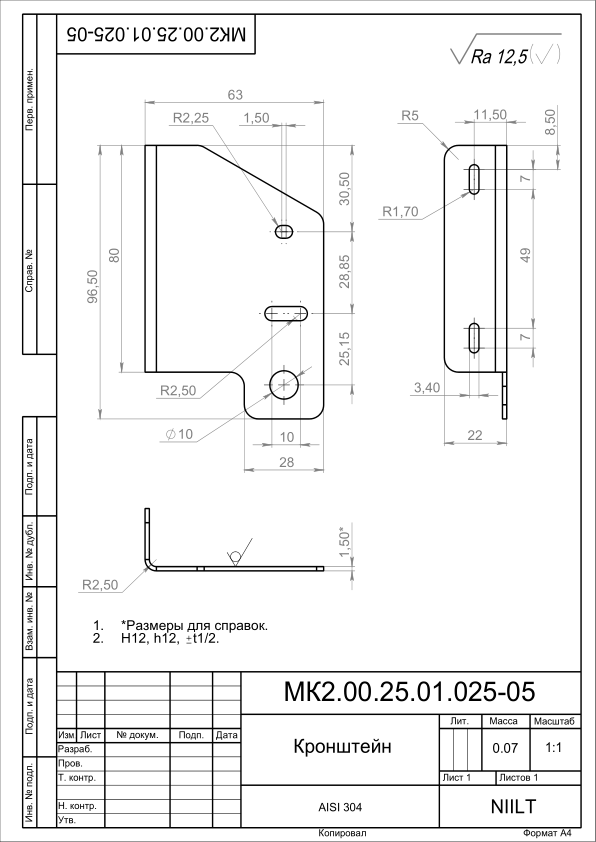 МК2.00.25.01.025-05
Ra 12,5(√)
63
R2,25
1,50
R5
11,50
8,50
7
30,50
R1,70
80
96,50
28,85
49
25,15
7
R2,50
3,40
⌀10
10
22
28
1,50*
R2,50
1. *Размеры для справок.
2. H12, h12, ±t1/2.
Перв. примен.
Справ. №
Подп. и дата
Инв. № дубл.
Взам. инв. №
Подп. и дата
Инв. № подл.
МК2.00.25.01.025-05
Лит. Масса Масштаб
Изм Лист № докум. Подп. Дата
Разраб.
Кронштейн
0.07 1:1
Пров.
Т. контр.
Лист 1 Листов 1
Н. контр.
AISI 304
NIILT
Утв.
Копировал Формат А4